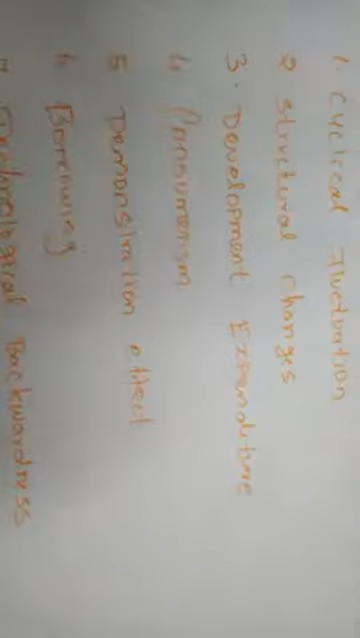 1. Cyclical Fluctuation
2 Structural changes
3. Development Expenditure
4 Consumerism
5 Demonstration effect
6 Borrowing
7 Technological Backwardness